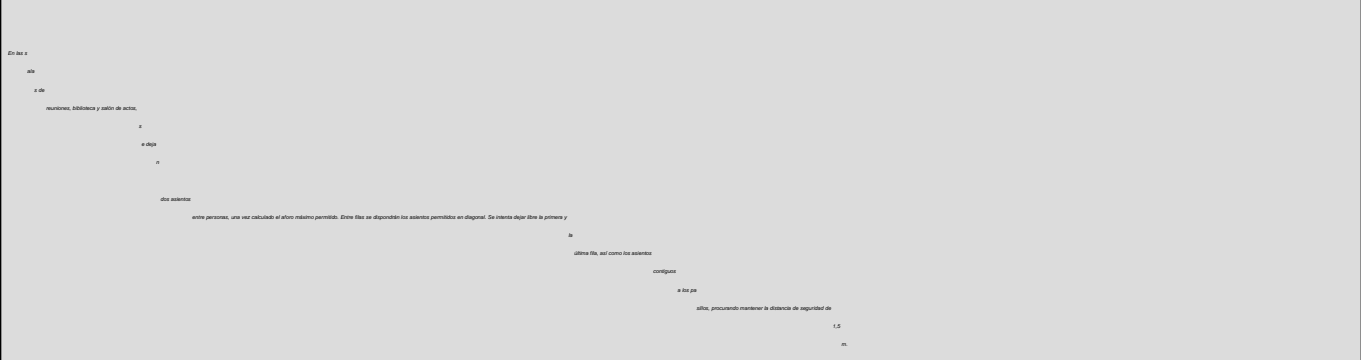 En las s
ala
s de
reuniones, biblioteca y salón de actos,
s
e deja
n
dos asientos
entre personas, una vez calculado el aforo máximo permitido. Entre filas se dispondrán los asientos permitidos en diagonal. Se intenta dejar libre la primera y
la
última fila, así como los asientos
contiguos
a los pa
sillos, procurando mantener la distancia de seguridad de
1,5
m.